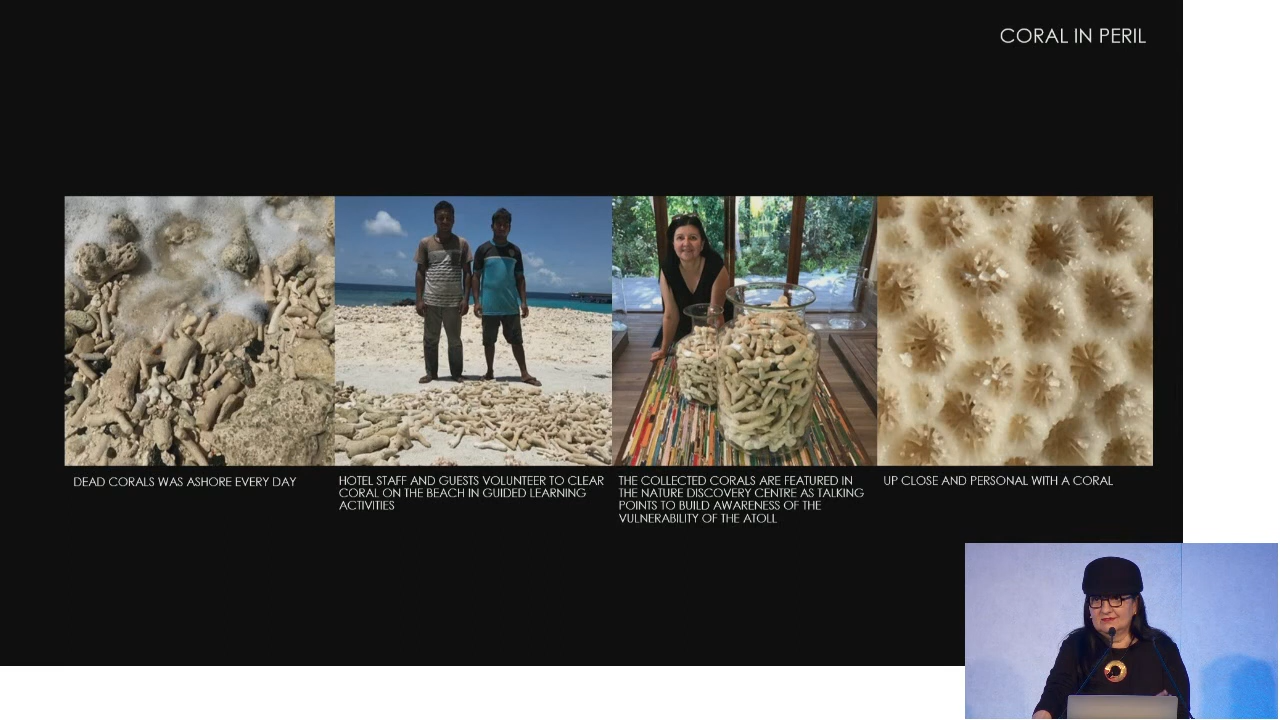 CORAL IN PERIL
DEAD CORALS WAS ASHORE EVERY DAY
HOTEL STAFF AND GUESTS VOLUNTEER TO CLEAR
CORAL ON THE BEACH IN GUIDED LEARNING
ACTIVITIES
THE COLLECTED CORALS ARE FEATURED IN
THE NATURE DISCOVERY CENTRE AS TALKING
POINTS TO BUILD AWARENESS OF THE
VULNERABILITY OF THE ATOLL
UP CLOSE AND PERSONAL WITH A CORAL